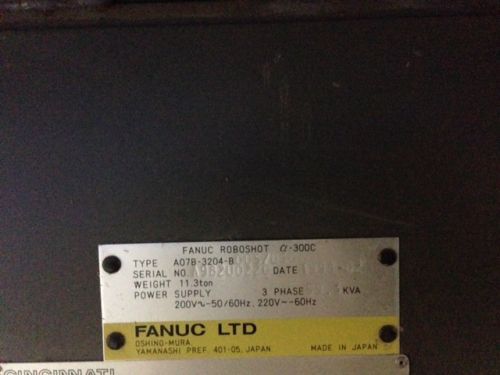 FANUC ROBOSHOT α-300C
TYPE A07B-3204-B
SERIAL NO. DATE
WEIGHT 11.3ton
POWER SUPPLY 3 PHASE KVA
200V∿-50/60Hz, 220V∿-60Hz
FANUC LTD
OSHINO-MURA
YAMANASHI PREF. 401-05, JAPAN MADE IN JAPAN
CINCINNATI